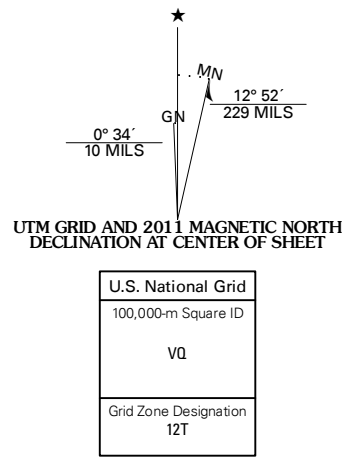 MN
GN
12° 52´
229 MILS
0° 34´
10 MILS
UTM GRID AND 2011 MAGNETIC NORTH
DECLINATION AT CENTER OF SHEET
U.S. National Grid
100,000-m Square ID
VQ
Grid Zone Designation
12T